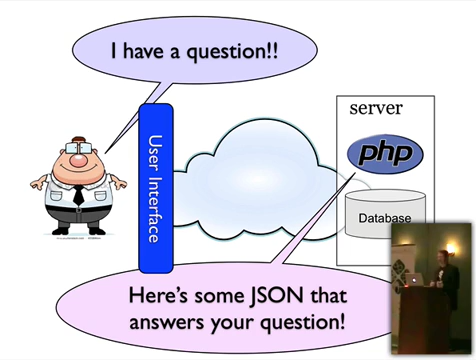 I have a question!!
User Interface
server
php
Database
Here's some JSON that
answers your question!